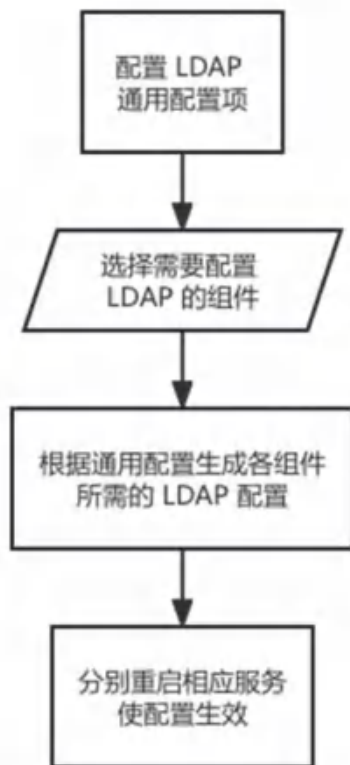 配置 LDAP
通用配置项
选择需要配置
LDAP 的组件
根据通用配置生成各组件
所需的 LDAP 配置
分别重启相应服务
使配置生效